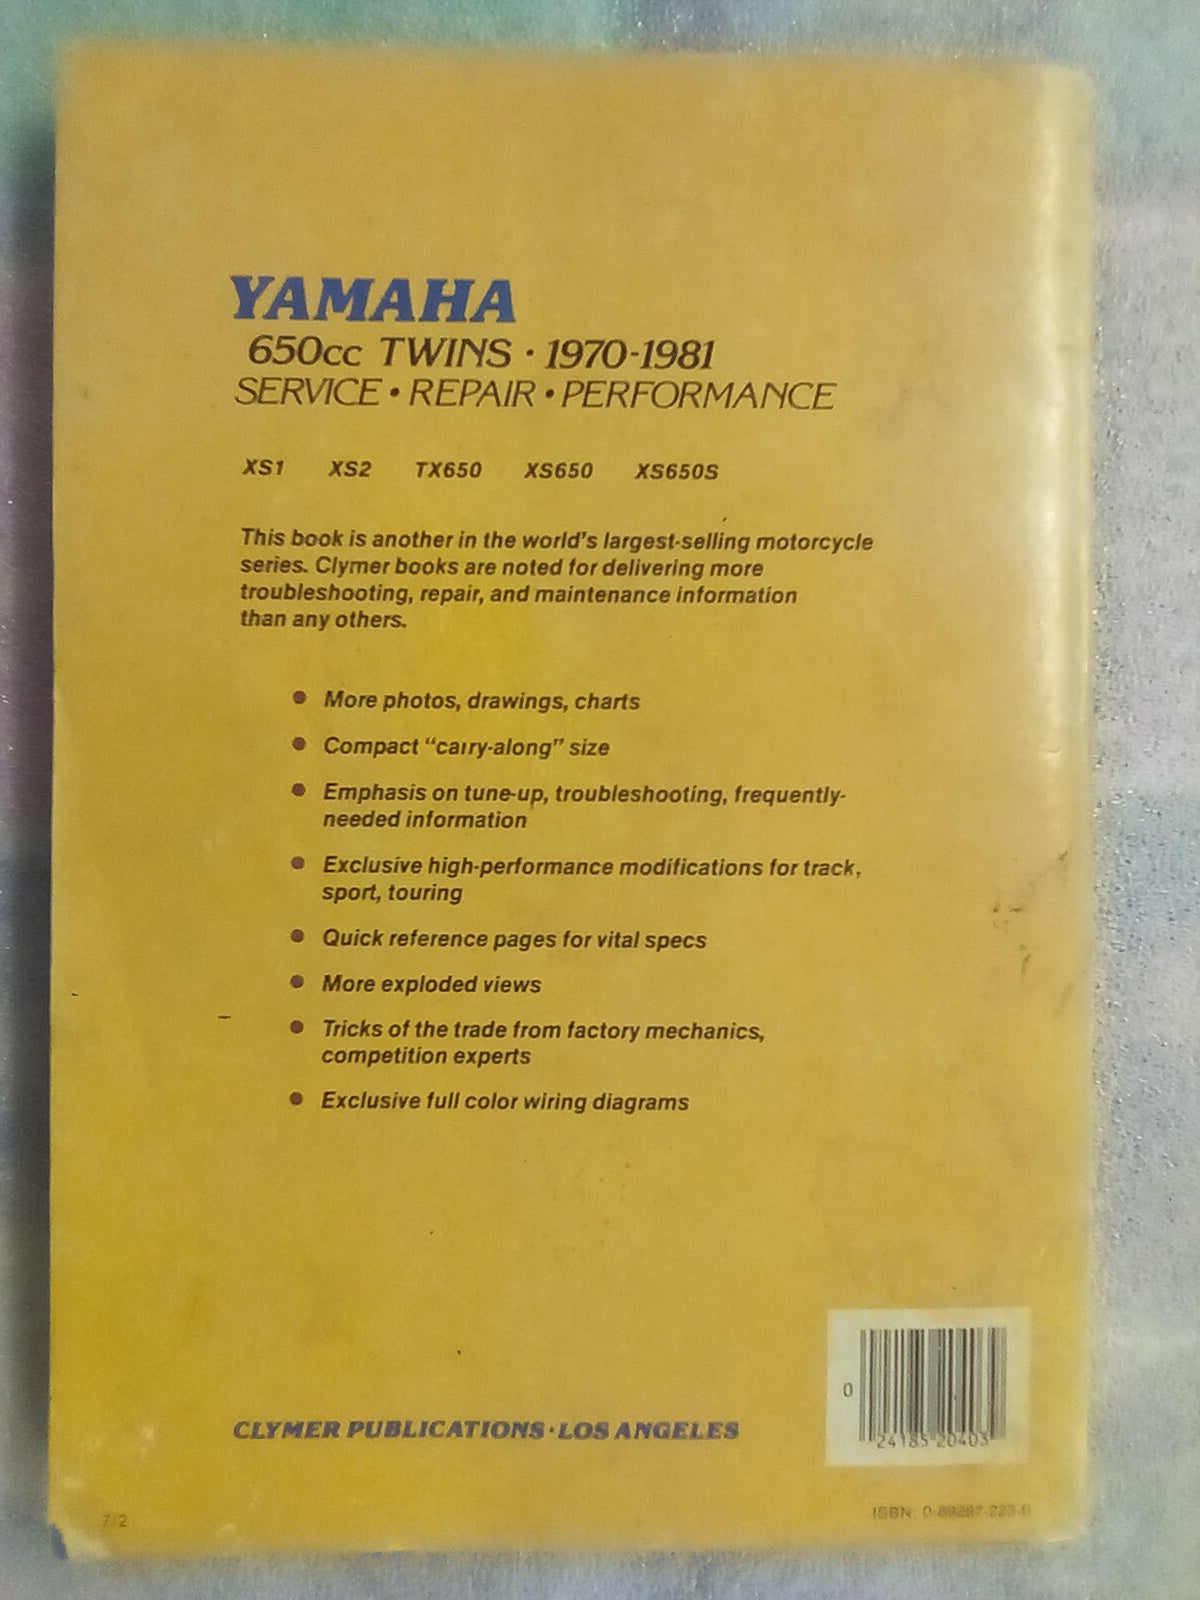 YAMAHA
650cc TWINS · 1970-1981
SERVICE • REPAIR • PERFORMANCE
XS1 XS2 TX650 XS650 XS650S
This book is another in the world's largest-selling motorcycle
series. Clymer books are noted for delivering more
troubleshooting, repair, and maintenance information
than any others.
● More photos, drawings, charts
● Compact “carry-along” size
● Emphasis on tune-up, troubleshooting, frequently-
needed information
● Exclusive high-performance modifications for track,
sport, touring
● Quick reference pages for vital specs
● More exploded views
● Tricks of the trade from factory mechanics,
competition experts
● Exclusive full color wiring diagrams
0
24185 20403
CLYMER PUBLICATIONS · LOS ANGELES
7/2
ISBN: